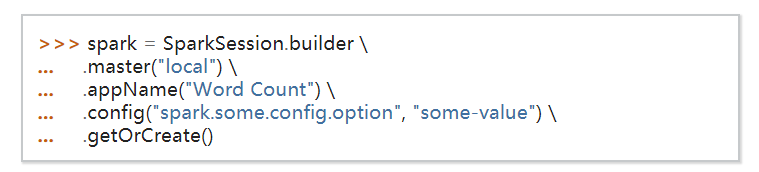 >>> spark = SparkSession.builder \
... .master("local") \
... .appName("Word Count") \
... .config("spark.some.config.option", "some-value") \
... .getOrCreate()